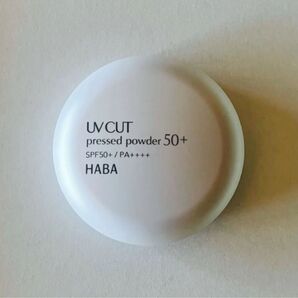 UV CUT
pressed powder 50+
SPF50+ / PA++++
HABA